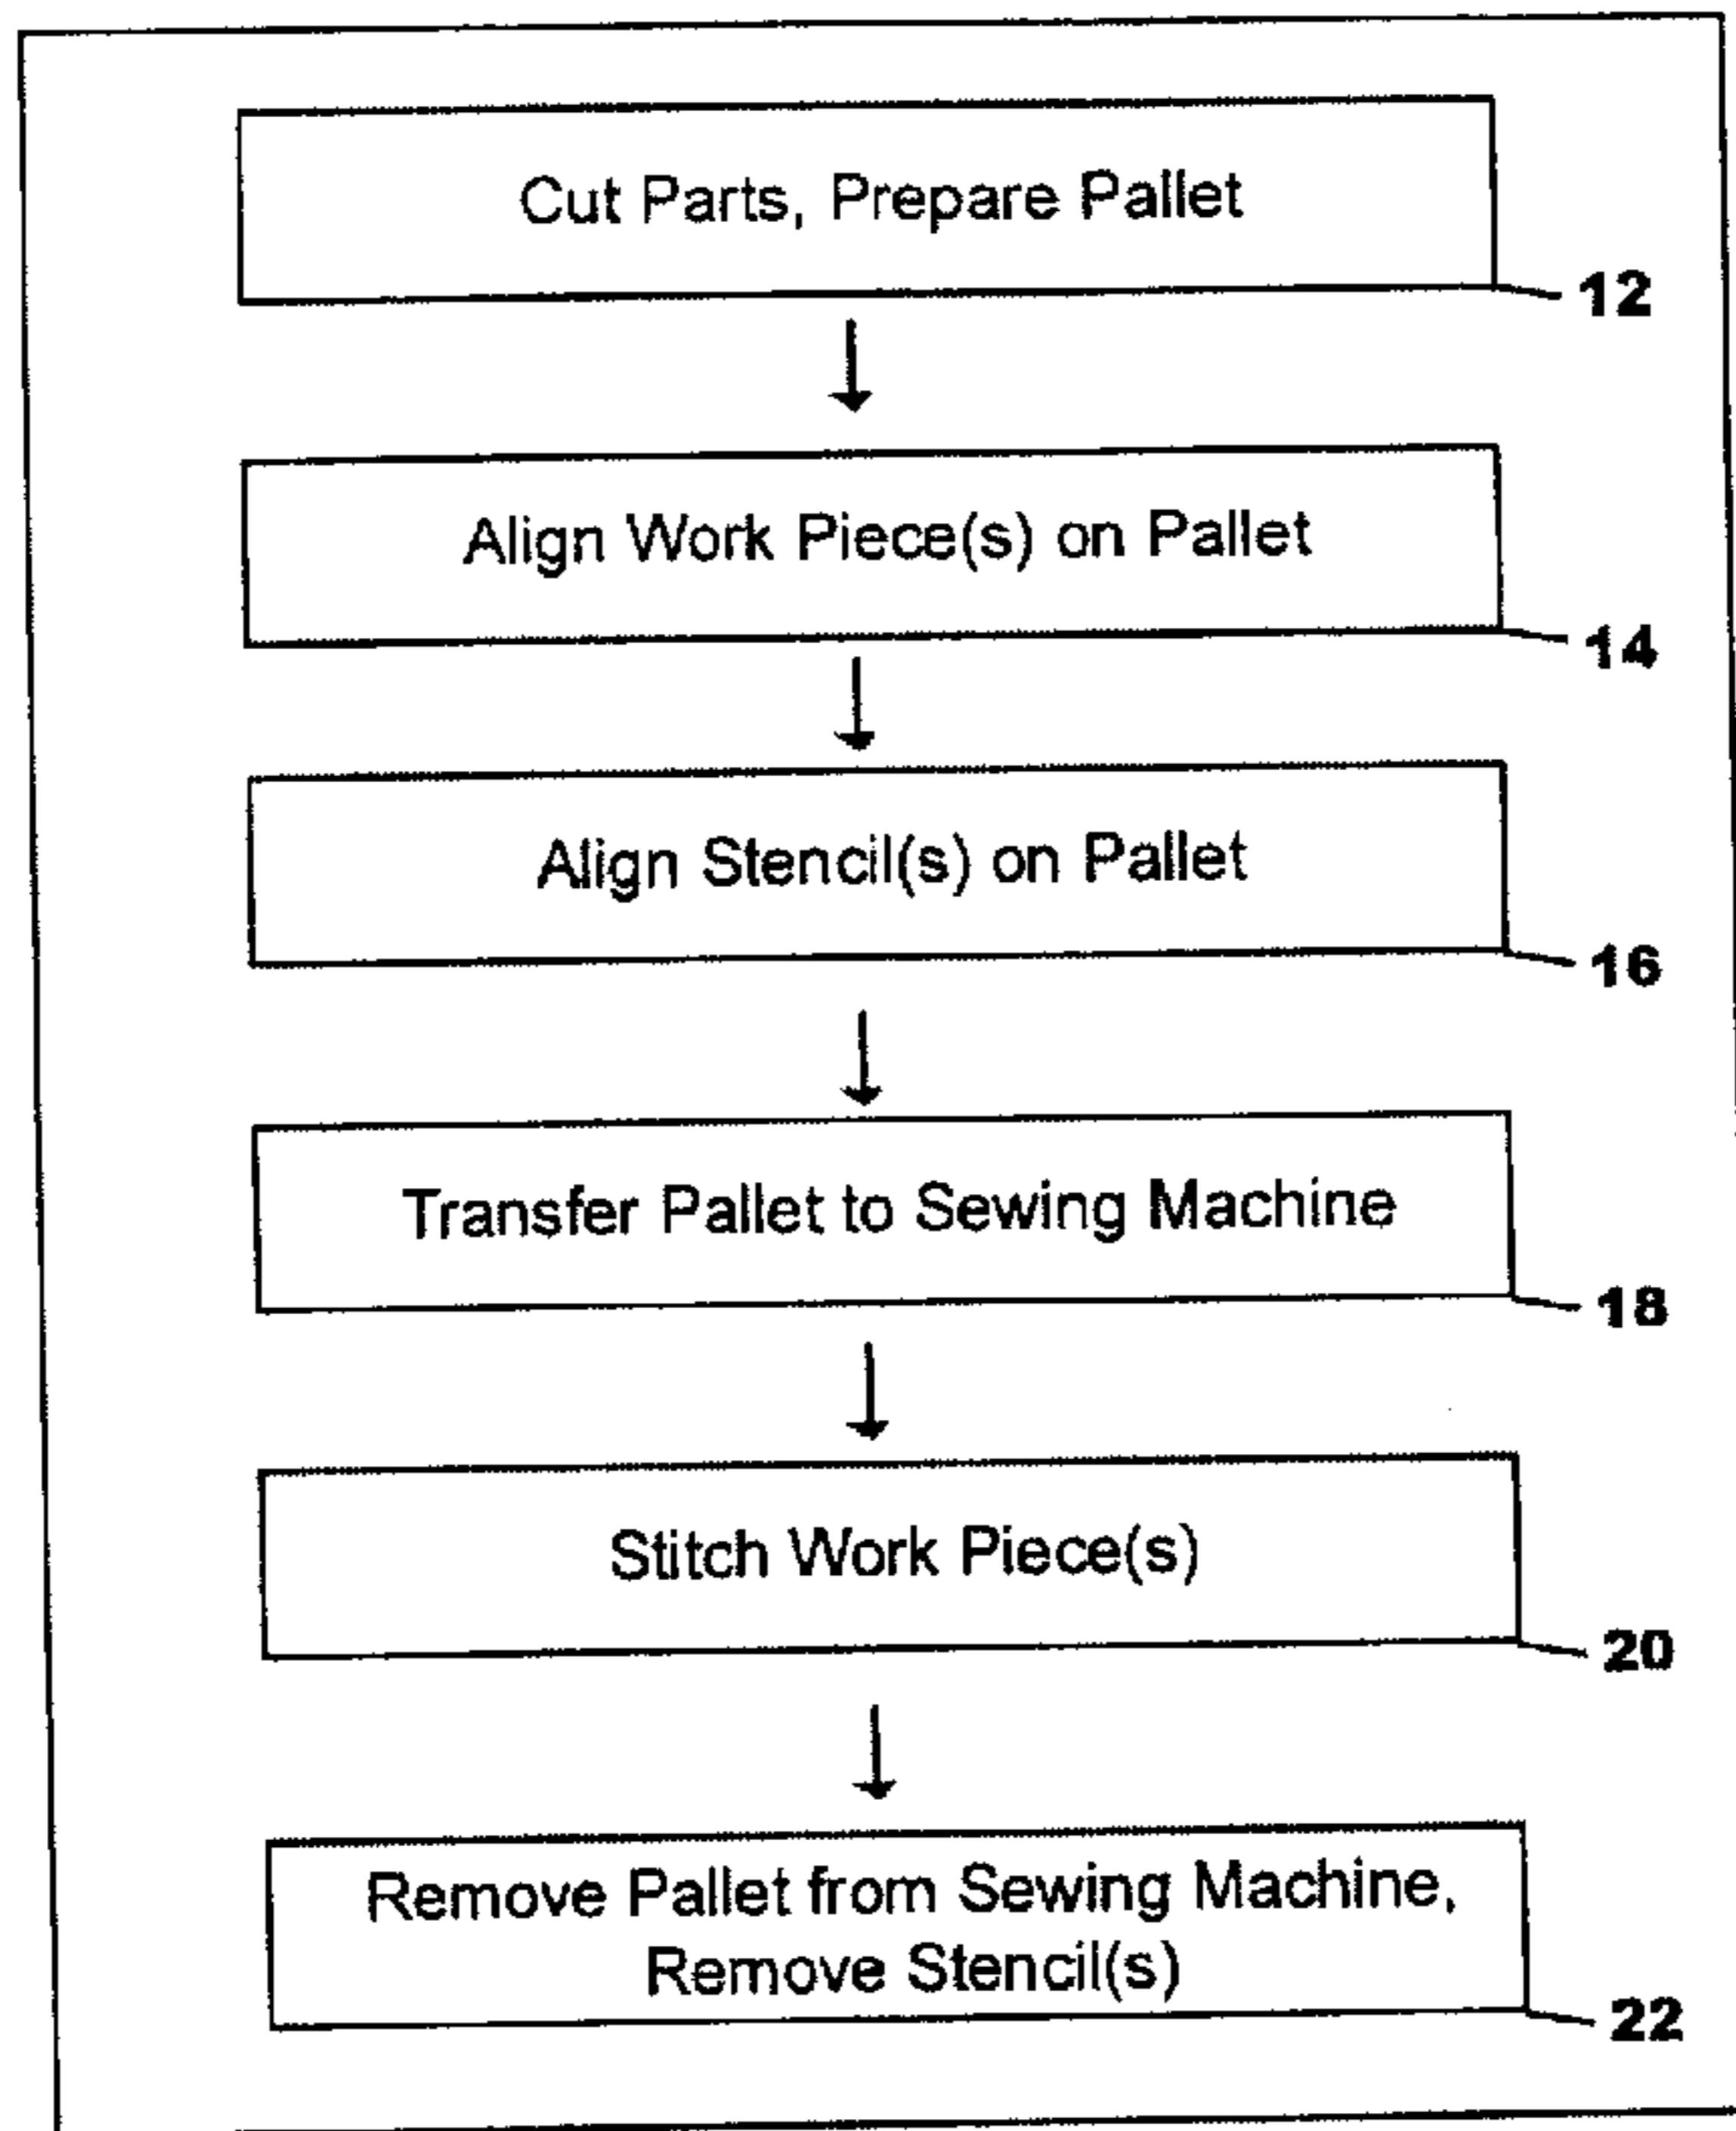 Cut Parts, Prepare Pallet
12
Align Work Piece(s) on Pallet
14
Align Stencil(s) on Pallet
16
Transfer Pallet to Sewing Machine
18
Stitch Work Piece(s)
20
Remove Pallet from Sewing Machine,
Remove Stencil(s)
22